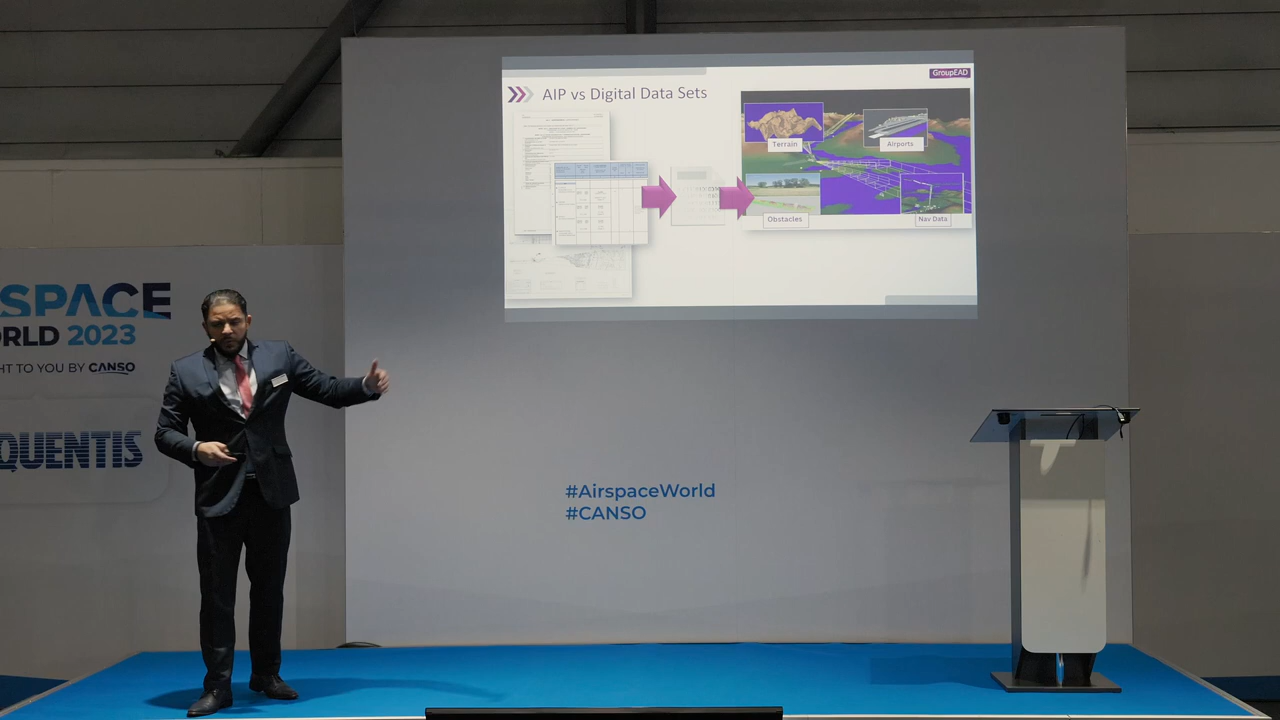 GroupEAD
AIP vs Digital Data Sets
Terrain
Airports
Obstacles
Nav Data
SPACE
RLD 2023
HT TO YOU BY CANSO
QUENTIS
#AirspaceWorld
#CANSO